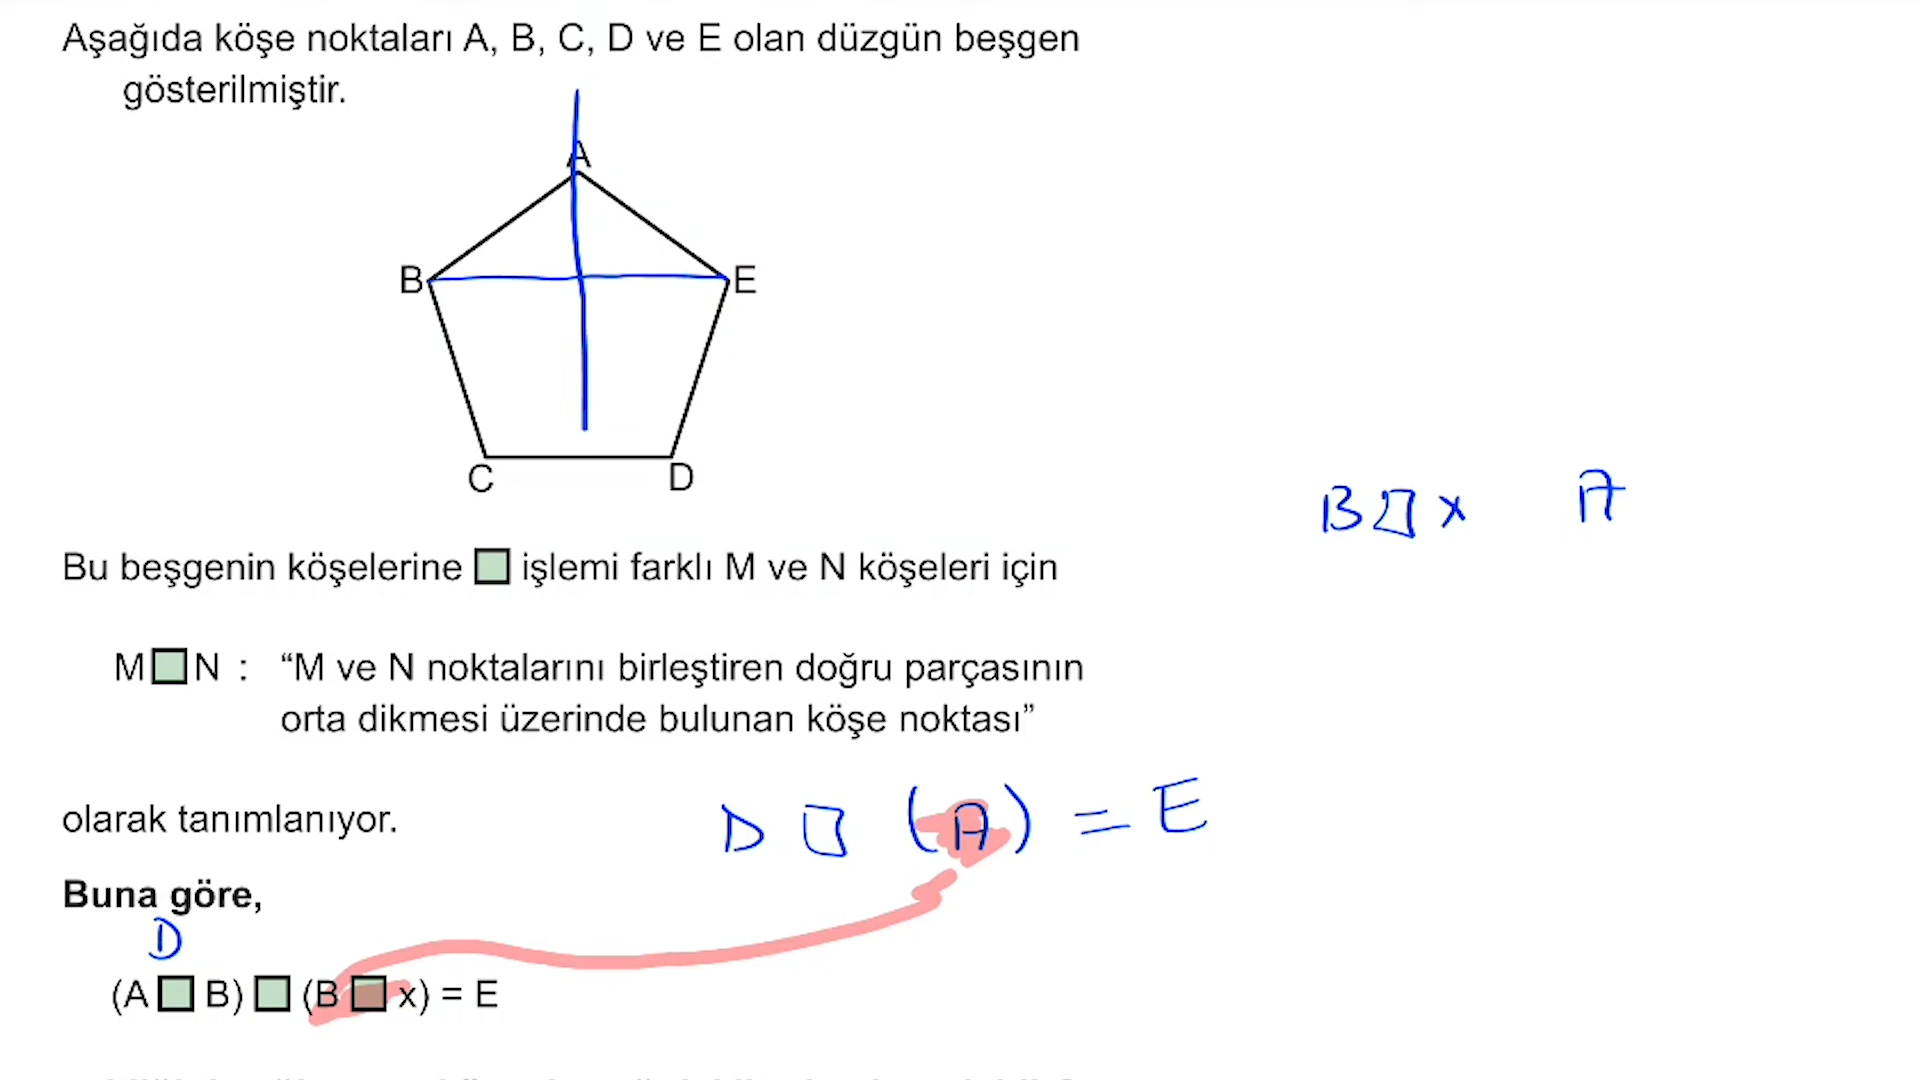 Aşağıda köşe noktaları A, B, C, D ve E olan düzgün beşgen
gösterilmiştir.
A
B
E
C
D
B □ x
A
Bu beşgenin köşelerine □ işlemi farklı M ve N köşeleri için
M □ N : “M ve N noktalarını birleştiren doğru parçasının
orta dikmesi üzerinde bulunan köşe noktası”
olarak tanımlanıyor.
D □ (A) = E
Buna göre,
D
(A □ B) □ (B □ x) = E